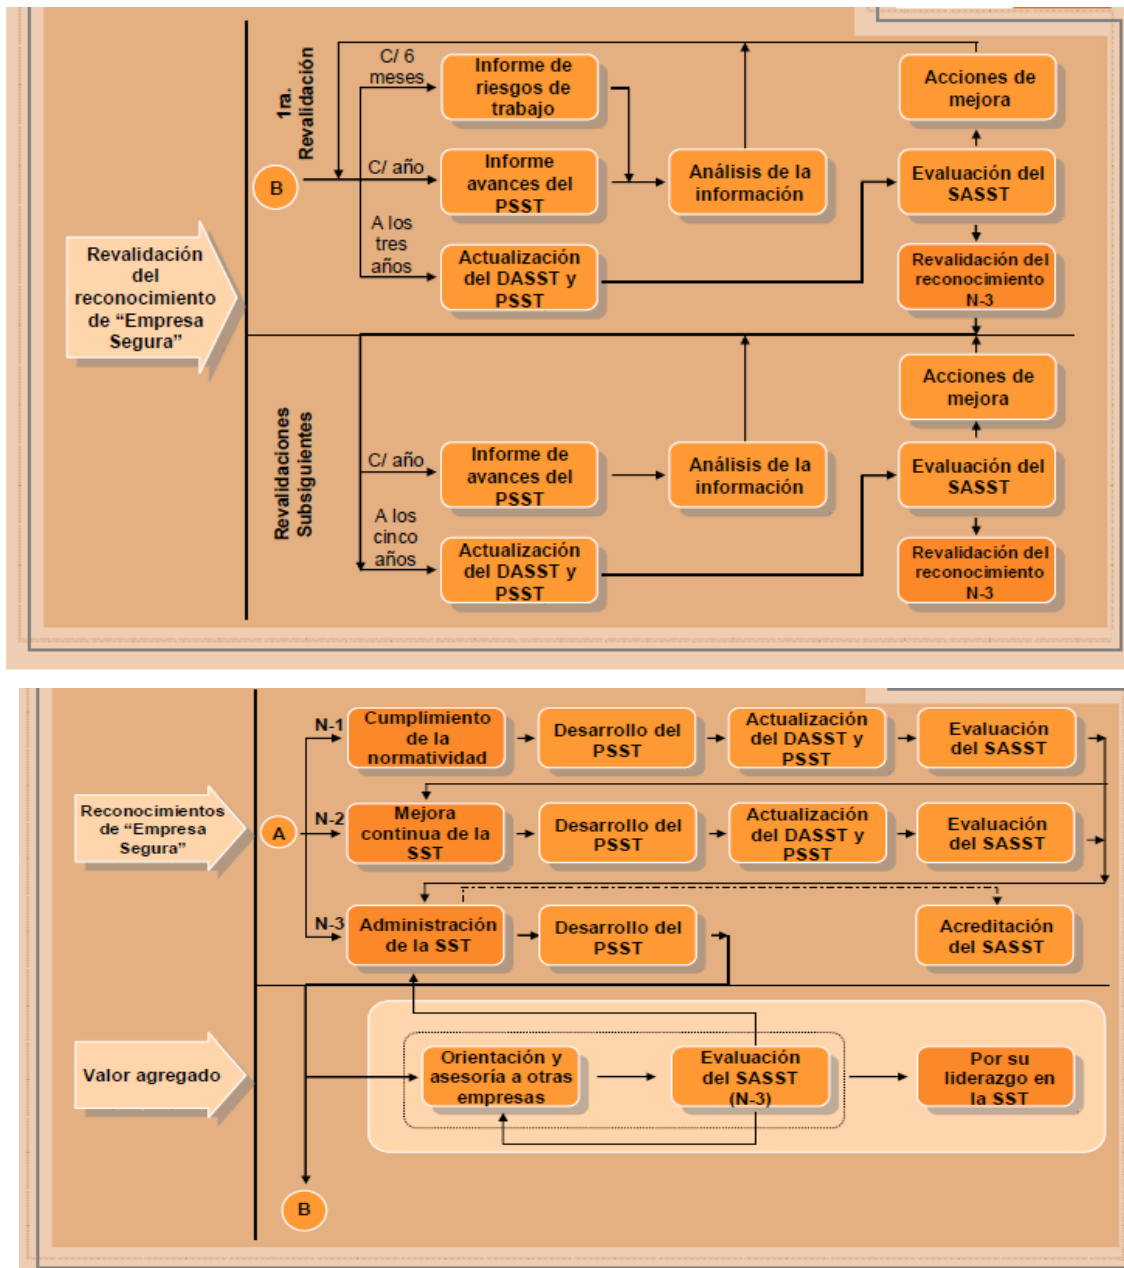 1ra.
Revalidación
C/ 6
meses
Informe de
riesgos de
trabajo
Acciones de
mejora
B
C/ año
Informe
avances del
PSST
Análisis de la
información
Evaluación del
SASST
A los
tres
años
Actualización
del DASST y
PSST
Revalidación del
reconocimiento
N-3
Revalidación
del
reconocimiento
de “Empresa
Segura”
Acciones de
mejora
Revalidaciones
Subsiguientes
C/ año
Informe de
avances del
PSST
Análisis de la
información
Evaluación del
SASST
A los
cinco
años
Actualización
del DASST y
PSST
Revalidación del
reconocimiento
N-3
N-1
Cumplimiento
de la
normatividad
Desarrollo del
PSST
Actualización
del DASST y
PSST
Evaluación
del SASST
Reconocimientos
de “Empresa
Segura”
A
N-2
Mejora
continua de la
SST
Desarrollo del
PSST
Actualización
del DASST y
PSST
Evaluación
del SASST
N-3
Administración
de la SST
Desarrollo del
PSST
Acreditación
del SASST
Valor agregado
Orientación y
asesoría a otras
empresas
Evaluación
del SASST
(N-3)
Por su
liderazgo en
la SST
B